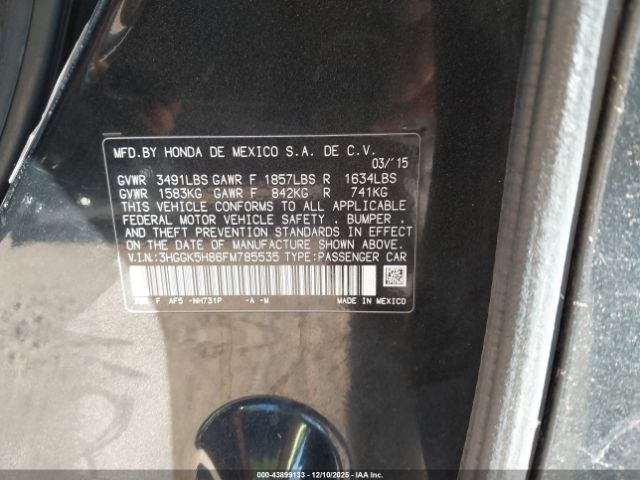 MFD.BY HONDA DE MEXICO S.A. DE C.V.
03/'15
GVWR 3491LBS GAWR F 1857LBS R 1634LBS
GVWR 1583KG GAWR F 842KG R 741KG
THIS VEHICLE CONFORMS TO ALL APPLICABLE
FEDERAL MOTOR VEHICLE SAFETY . BUMPER .
AND THEFT PREVENTION STANDARDS IN EFFECT
ON THE DATE OF MANUFACTURE SHOWN ABOVE.
V.I.N.:3HGGK5H86FM785535 TYPE:PASSENGER CAR
F AF5 -NH731P -A -M MADE IN MEXICO
000-43899133 - 12/10/2025 - IAAI.COM